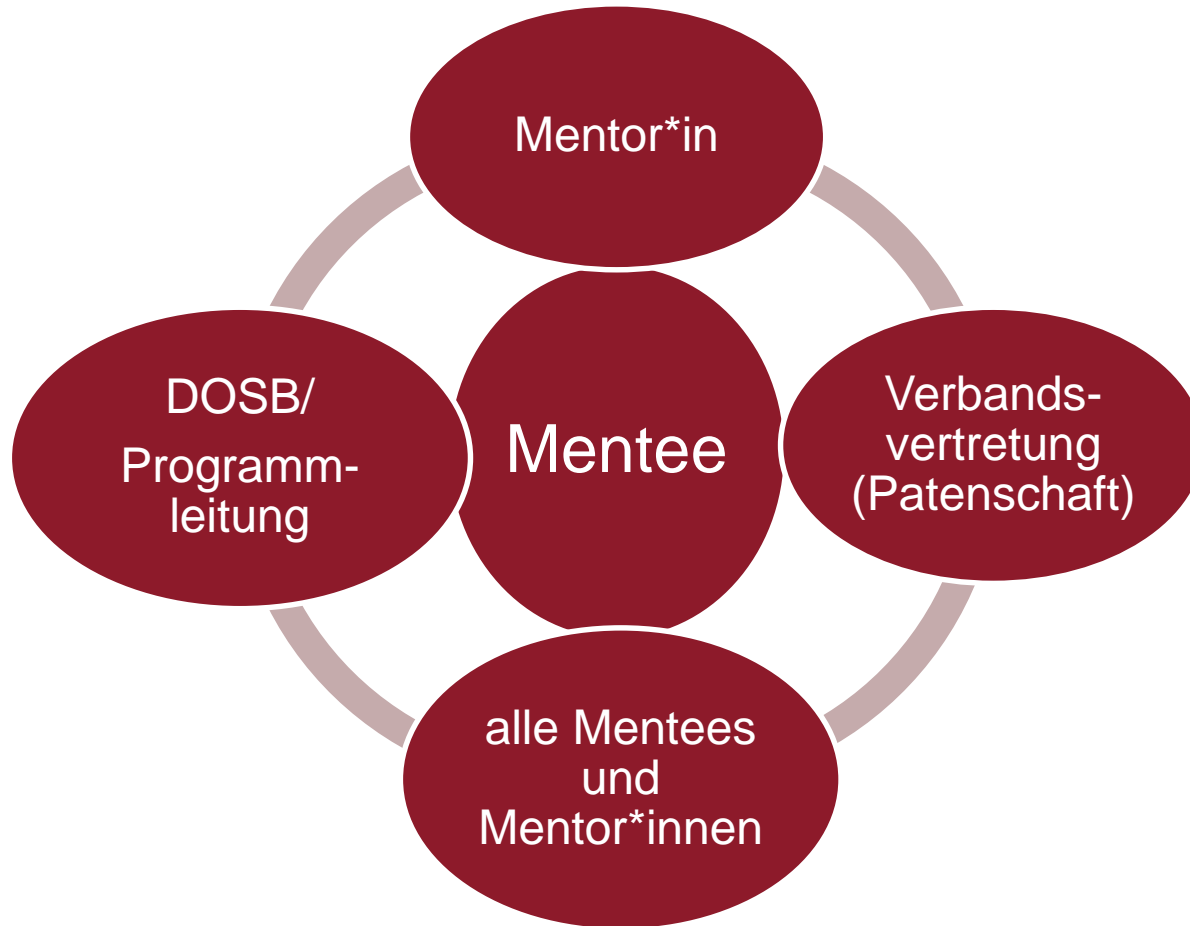 Mentor*in
DOSB/
Programm-
leitung
Mentee
Verbands-
vertretung
(Patenschaft)
alle Mentees
und
Mentor*innen